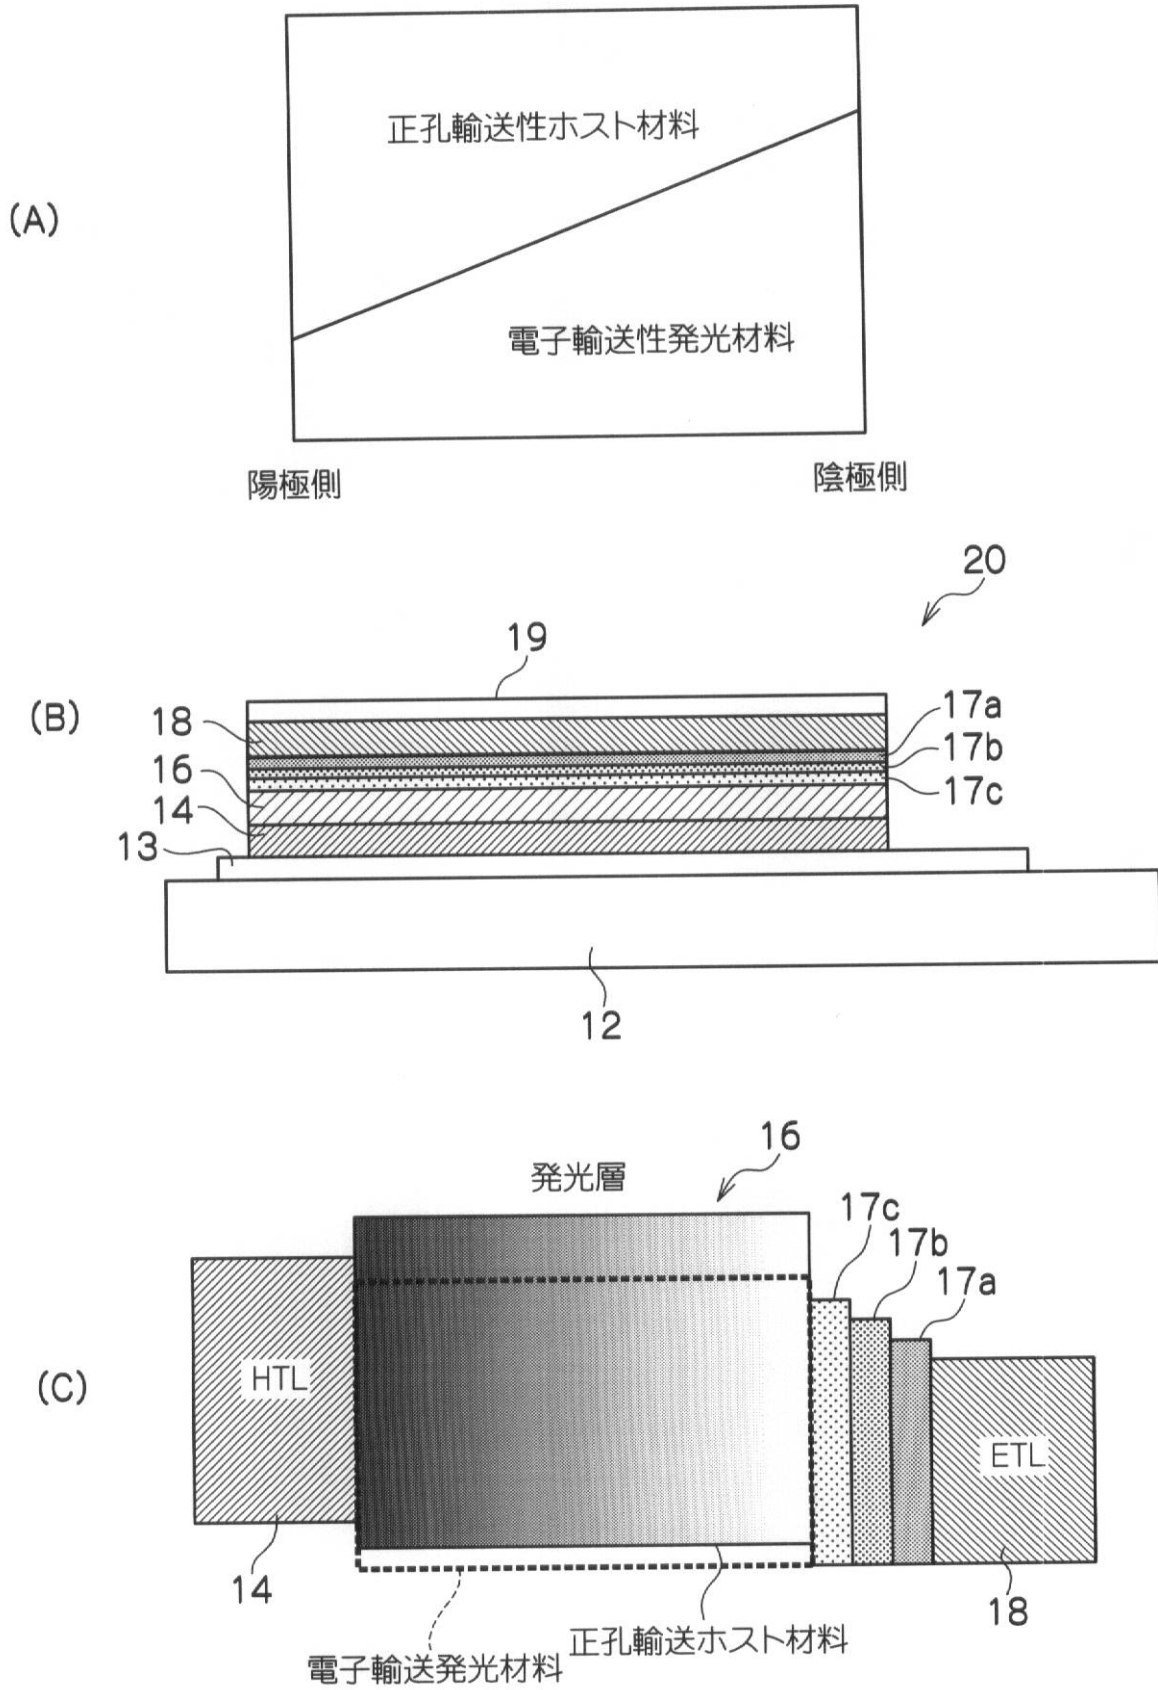 正孔輸送性ホスト材料
(A)
電子輸送性発光材料
陽極側
陰極側
20
19
(B)
18
17a
17b
16
17c
14
13
12
16
発光層
17c
17b
17a
HTL
(C)
ETL
14
18
正孔輸送ホスト材料
電子輸送発光材料